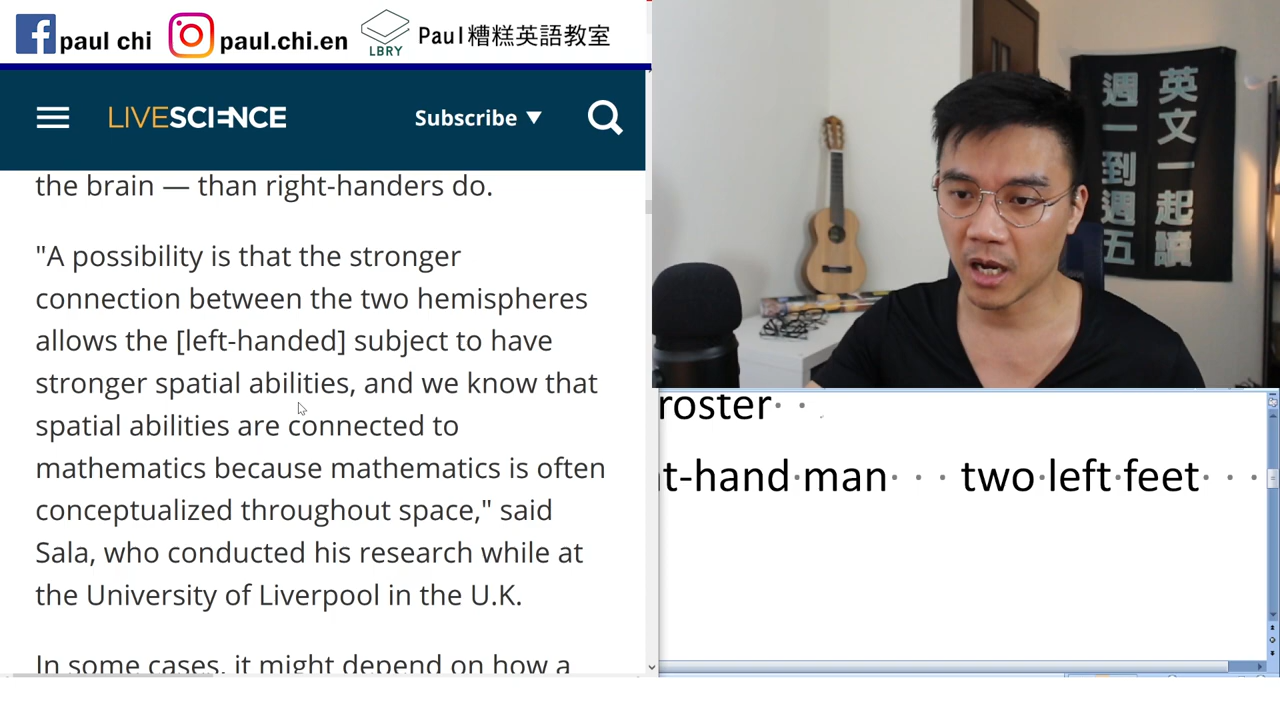 paul chi
paul.chi.en
LBRY
Paul糟糕英語教室
LIVESCIENCE
Subscribe
the brain — than right-handers do.
"A possibility is that the stronger
connection between the two hemispheres
allows the [left-handed] subject to have
stronger spatial abilities, and we know that
spatial abilities are connected to
mathematics because mathematics is often
conceptualized throughout space," said
Sala, who conducted his research while at
the University of Liverpool in the U.K.
In some cases, it might depend on how a
英文一起讀
週一到週五
roster
t-hand man two left feet